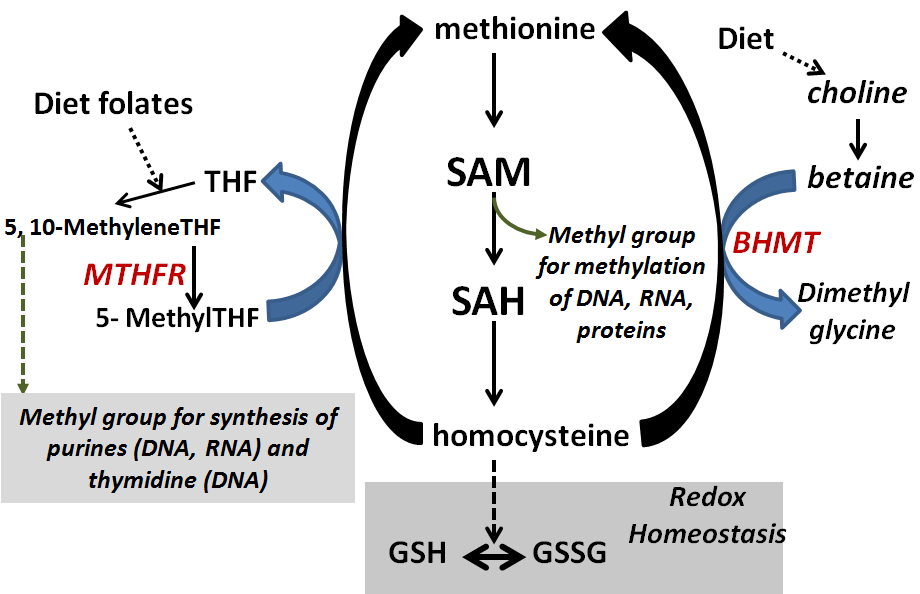 methionine
Diet
choline
Diet folates
THF
SAM
betaine
5, 10-MethyleneTHF
Methyl group
for methylation
of DNA, RNA,
proteins
BHMT
MTHFR
SAH
Dimethyl
glycine
5- MethylTHF
Methyl group for synthesis of
purines (DNA, RNA) and
thymidine (DNA)
homocysteine
Redox
Homeostasis
GSH
GSSG